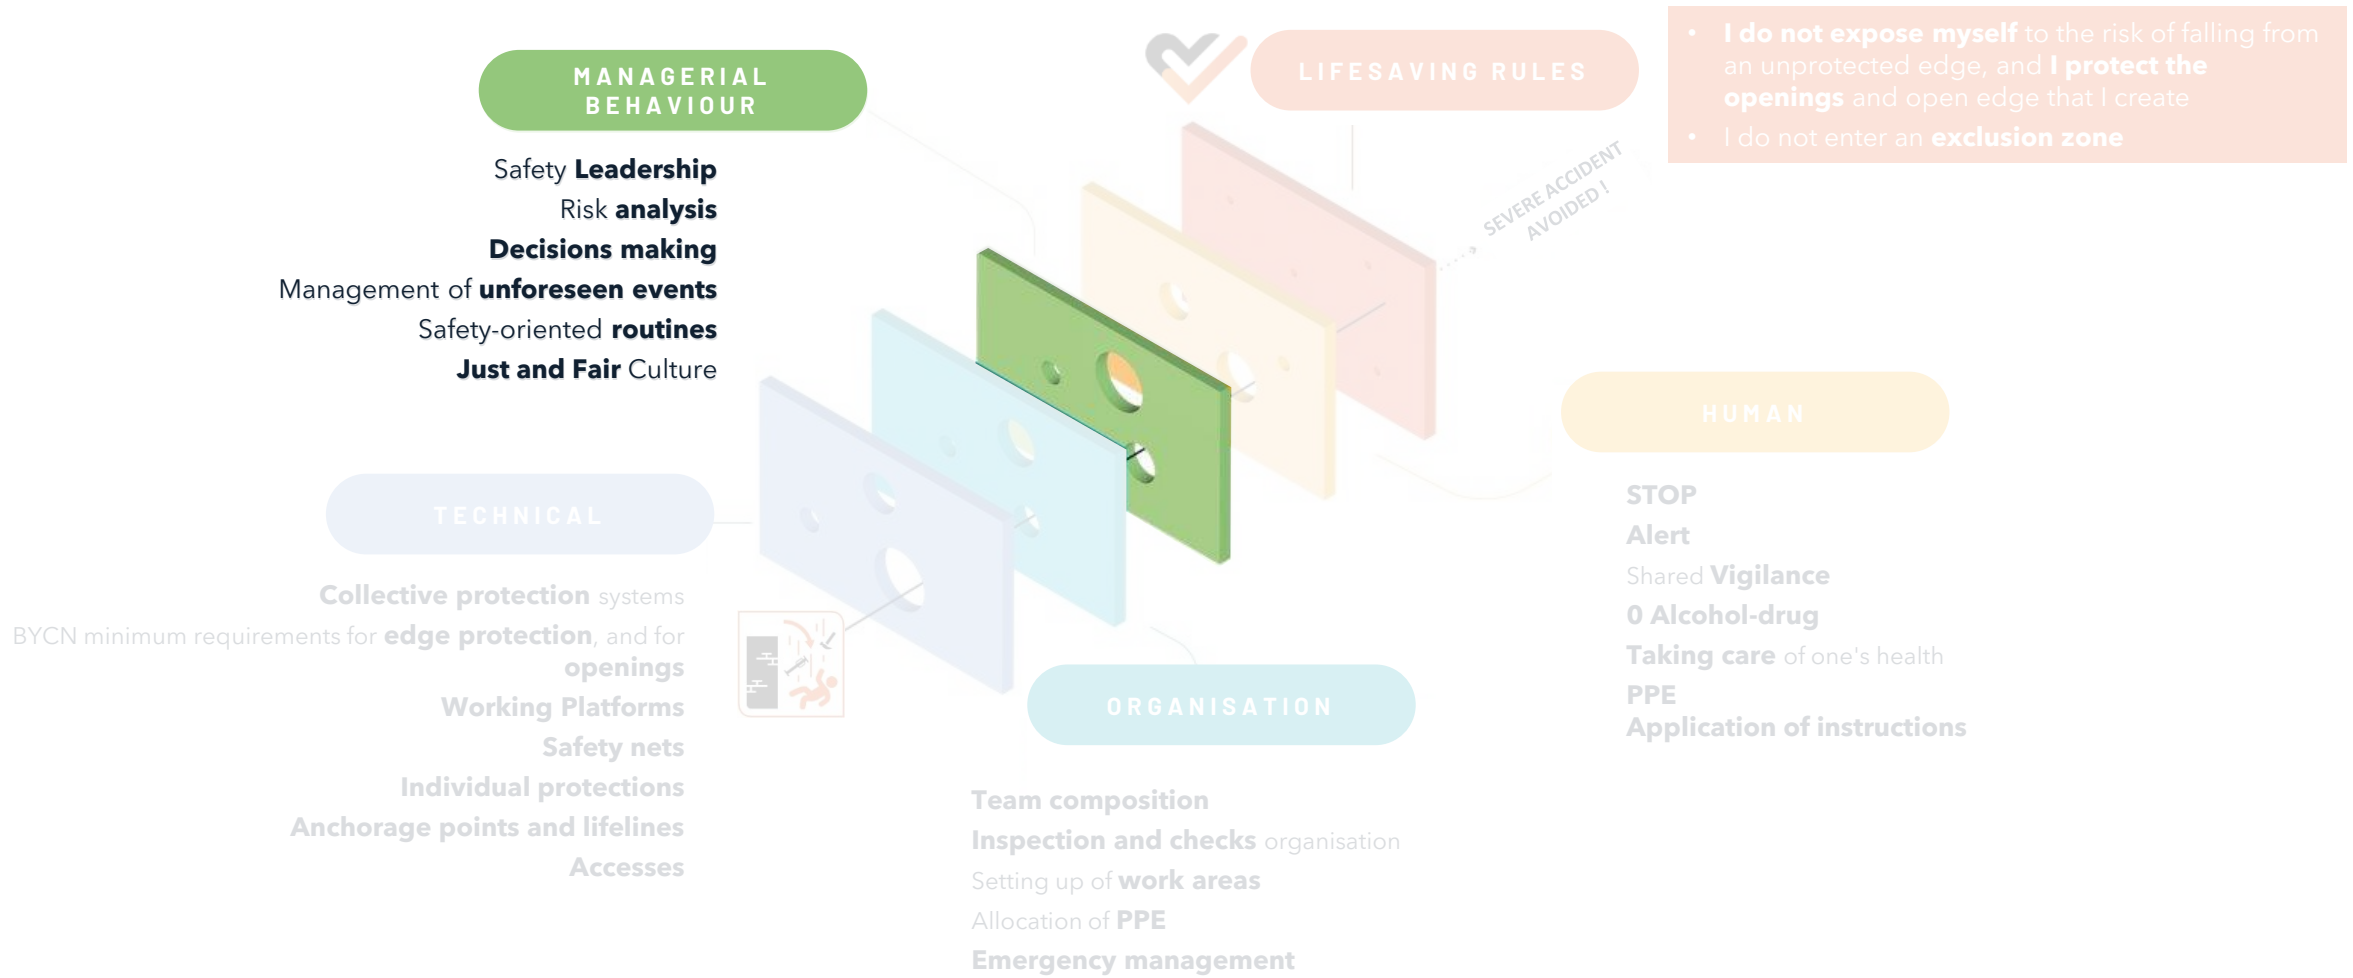 MANAGERIAL
BEHAVIOUR
Safety Leadership
Risk analysis
Decisions making
Management of unforeseen events
Safety-oriented routines
Just and Fair Culture
LIFESAVING RULES
• I do not expose myself to the risk of falling from
an unprotected edge, and I protect the
openings and open edge that I create
• I do not enter an exclusion zone
SEVERE ACCIDENT
AVOIDED !
TECHNICAL
Collective protection systems
BYCN minimum requirements for edge protection, and for
openings
Working Platforms
Safety nets
Individual protections
Anchorage points and lifelines
Accesses
HUMAN
STOP
Alert
Shared Vigilance
0 Alcohol-drug
Taking care of one's health
PPE
Application of instructions
ORGANISATION
Team composition
Inspection and checks organisation
Setting up of work areas
Allocation of PPE
Emergency management